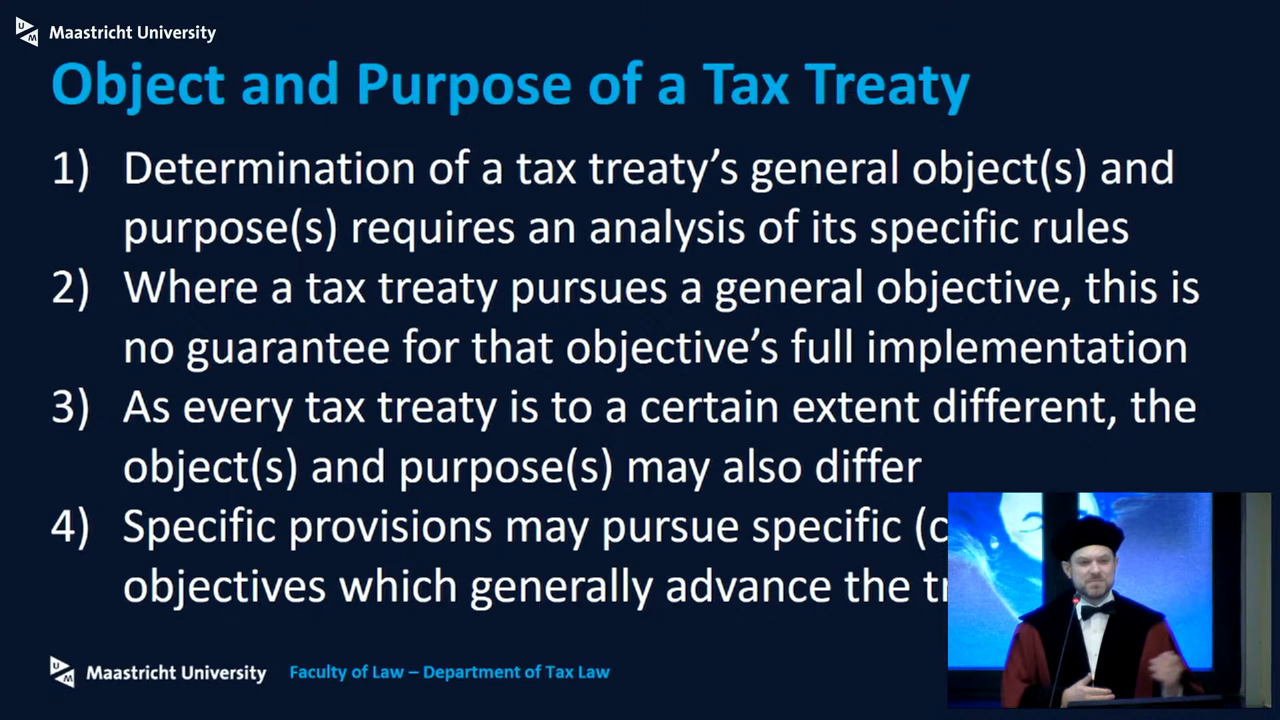 Maastricht University
Object and Purpose of a Tax Treaty
1) Determination of a tax treaty's general object(s) and
purpose(s) requires an analysis of its specific rules
2) Where a tax treaty pursues a general objective, this is
no guarantee for that objective's full implementation
3) As every tax treaty is to a certain extent different, the
object(s) and purpose(s) may also differ
4) Specific provisions may pursue specific
objectives which generally advance the
Maastricht University Faculty of Law – Department of Tax Law